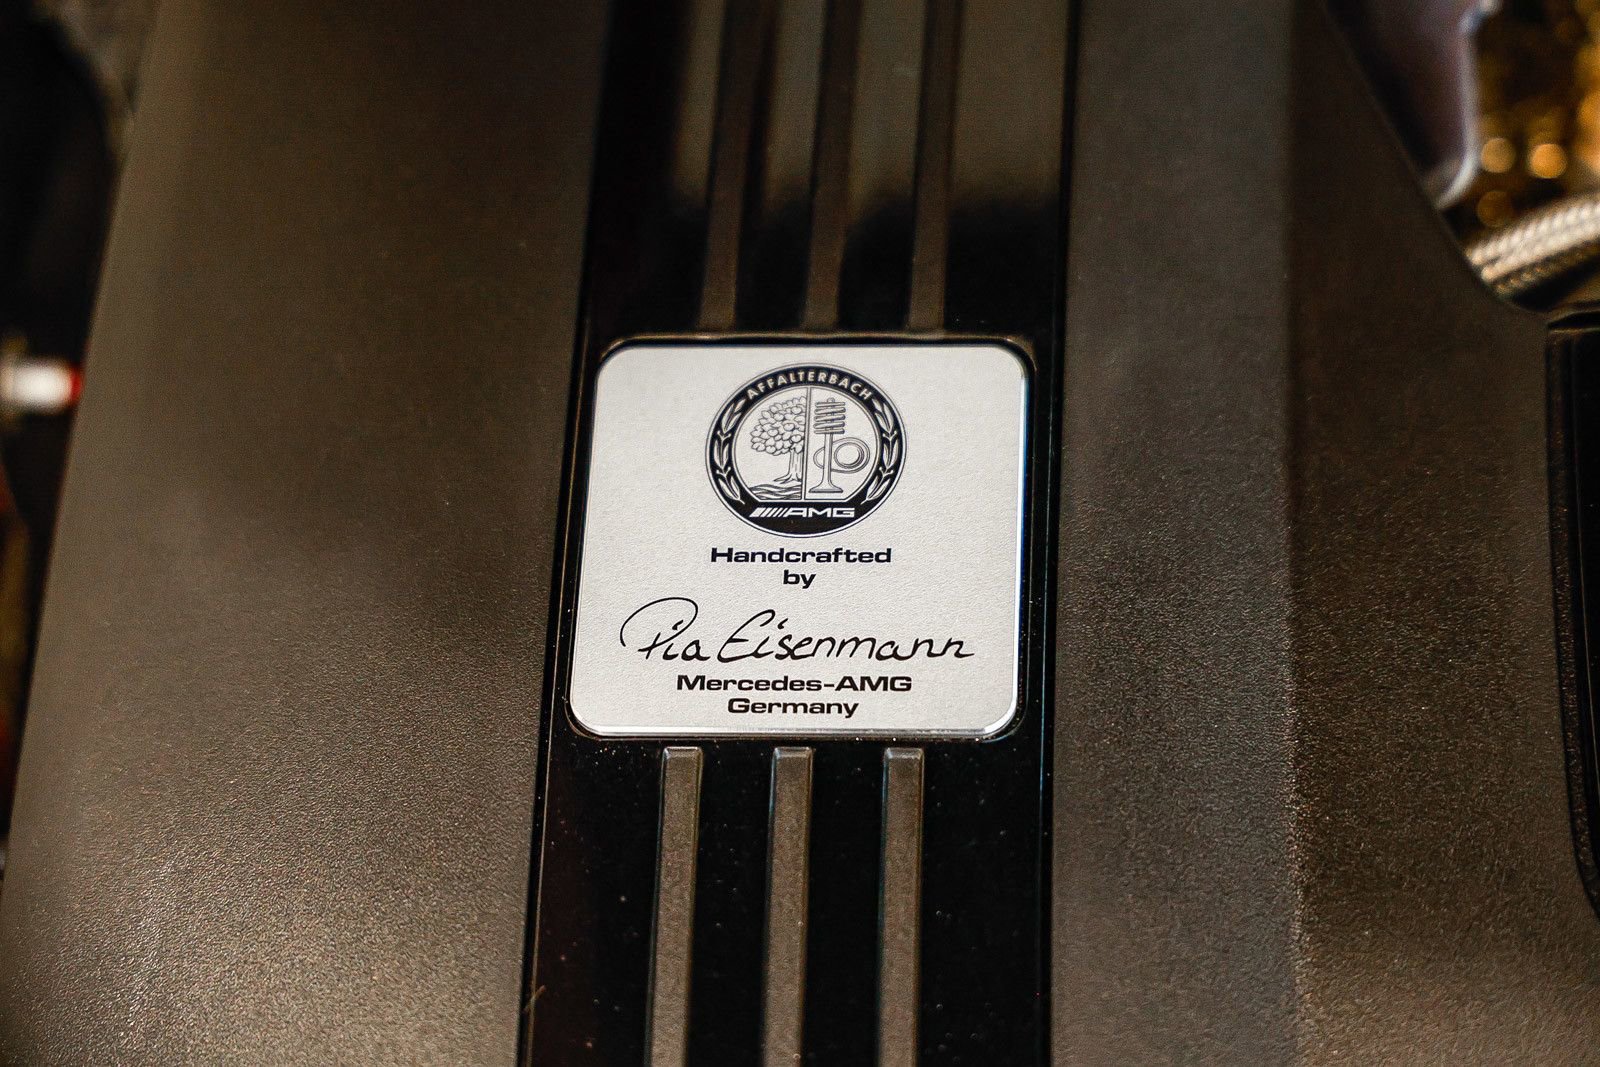 AFFALTERBACH
AMG
Handcrafted
by
Pia Eisenmann
Mercedes-AMG
Germany